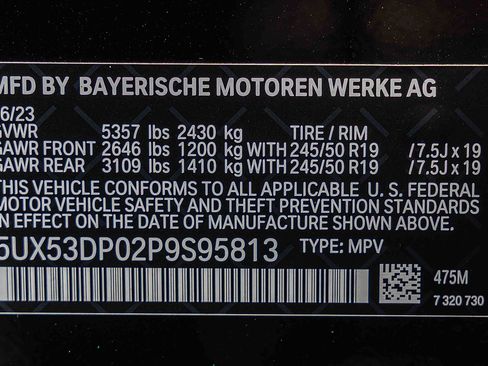 MFD BY BAYERISCHE MOTOREN WERKE AG
6/23
GVWR 5357 lbs 2430 kg TIRE / RIM
GAWR FRONT 2646 lbs 1200 kg WITH 245/50 R19 /7.5J x 19
GAWR REAR 3109 lbs 1410 kg WITH 245/50 R19 /7.5J x 19
THIS VEHICLE CONFORMS TO ALL APPLICABLE U. S. FEDERAL
MOTOR VEHICLE SAFETY AND THEFT PREVENTION STANDARDS
IN EFFECT ON THE DATE OF MANUFACTURE SHOWN ABOVE.
5UX53DP02P9S95813 TYPE: MPV
475M
7 320 730